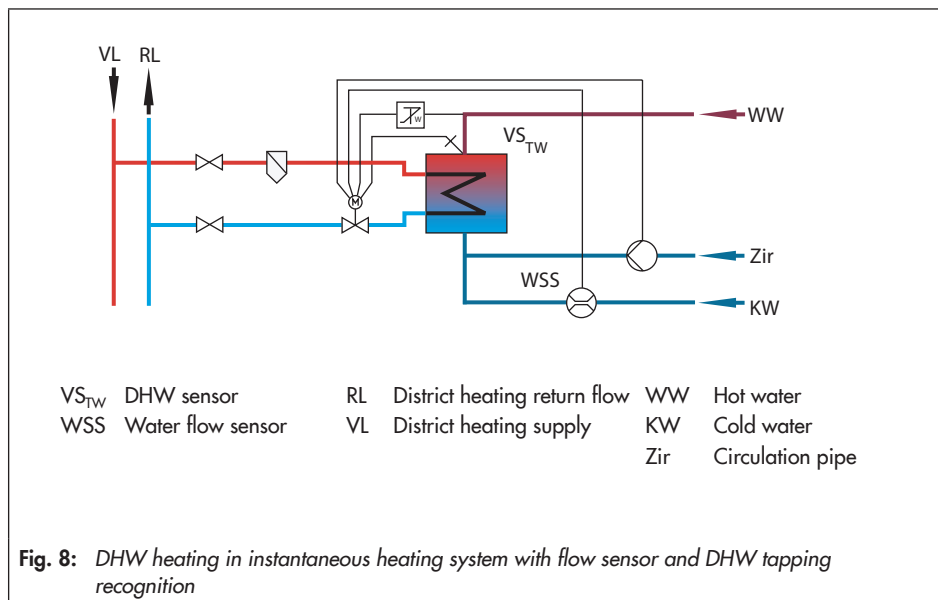 VL RL
WW
VS_TW
W
M
Zir
WSS
KW
VS_TW DHW sensor RL District heating return flow WW Hot water
WSS Water flow sensor VL District heating supply KW Cold water
Zir Circulation pipe
Fig. 8: DHW heating in instantaneous heating system with flow sensor and DHW tapping
recognition